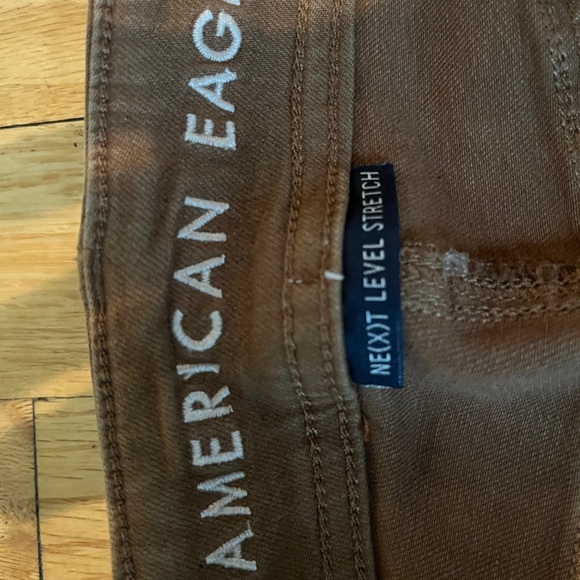 AMERICAN EAG
NE(X)T LEVEL STRETCH